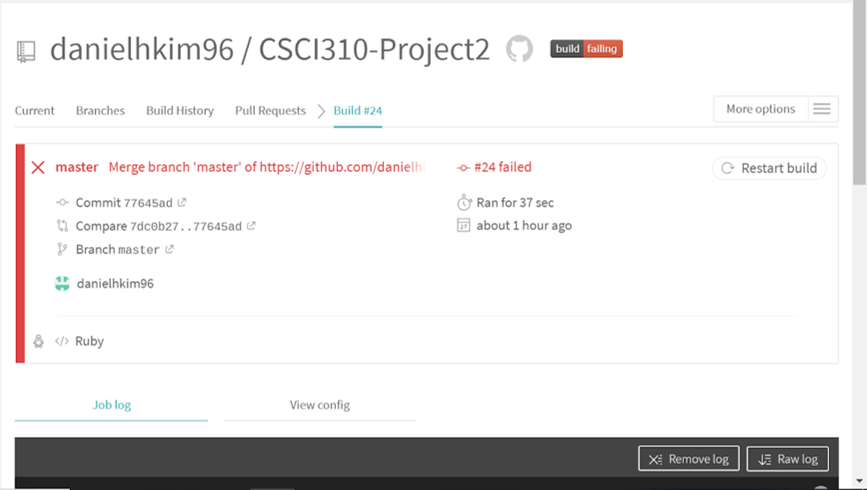 danielhkim96 / CSCI310-Project2 build failing
Current Branches Build History Pull Requests Build #24 More options
master Merge branch 'master' of https://github.com/danielh
#24 failed
Restart build
Commit 77645ad
Ran for 37 sec
Compare 7dc0b27..77645ad
about 1 hour ago
Branch master
danielhkim96
</> Ruby
Job log View config
Remove log Raw log